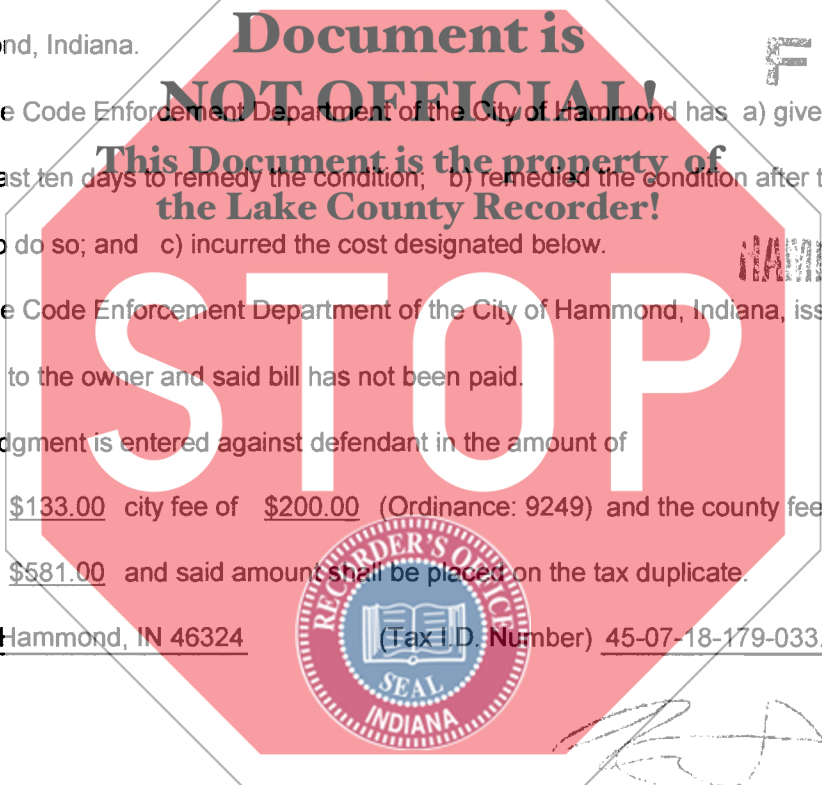 Document is
nd, Indiana.
F
NOT OFFICIAL!
e Code Enforcement Department of the City of Hammond has a) give
This Document is the property of
ast ten days to remedy the condition; b) remedied the condition after t
the Lake County Recorder!
o do so; and c) incurred the cost designated below.
STOP
e Code Enforcement Department of the City of Hammond, Indiana, iss
to the owner and said bill has not been paid.
dgment is entered against defendant in the amount of
$133.00 city fee of $200.00 (Ordinance: 9249) and the county fee
$581.00 and said amount shall be placed on the tax duplicate.
Hammond, IN 46324 (Tax I.D. Number) 45-07-18-179-033.
RECORDER'S OFFICE
SEAL
INDIANA